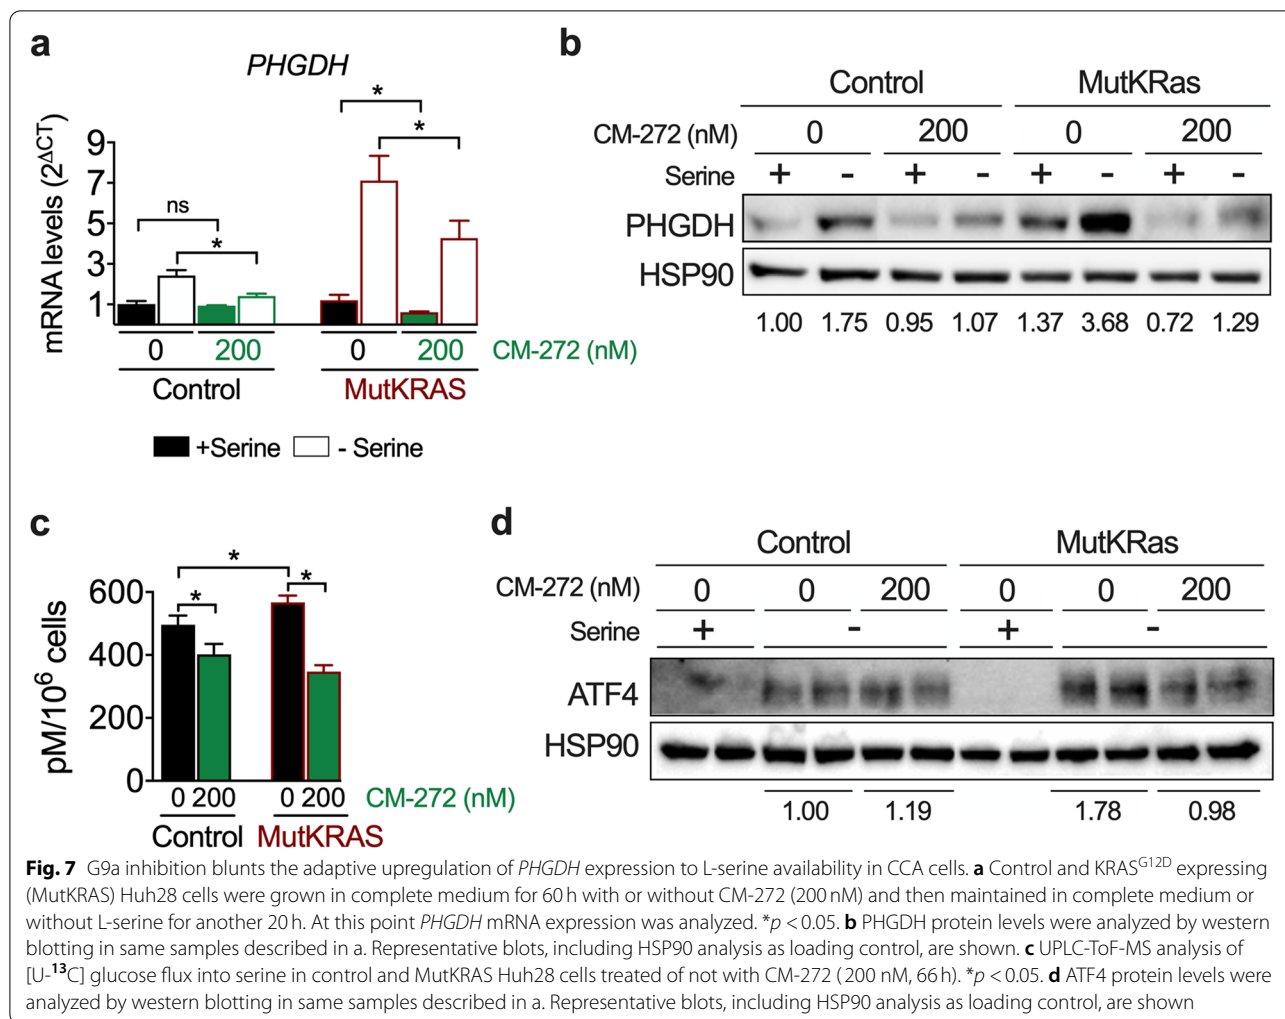 a
PHGDH
mRNA levels (2^ΔCT)
9
7
5
3
1
ns
*
*
*
0 200 0 200 CM-272 (nM)
Control MutKRAS
+Serine - Serine
b
Control MutKRas
CM-272 (nM) 0 200 0 200
Serine + - + - + - + -
PHGDH
HSP90
1.00 1.75 0.95 1.07 1.37 3.68 0.72 1.29
c
pM/10^6 cells
600
400
200
0
*
*
*
0 200 0 200 CM-272 (nM)
Control MutKRAS
d
Control MutKRas
CM-272 (nM) 0 0 200 0 0 200
Serine + - + -
ATF4
HSP90
1.00 1.19 1.78 0.98
Fig. 7 G9a inhibition blunts the adaptive upregulation of PHGDH expression to L-serine availability in CCA cells. a Control and KRAS^G12D expressing
(MutKRAS) Huh28 cells were grown in complete medium for 60 h with or without CM-272 (200 nM) and then maintained in complete medium or
without L-serine for another 20 h. At this point PHGDH mRNA expression was analyzed. *p < 0.05. b PHGDH protein levels were analyzed by western
blotting in same samples described in a. Representative blots, including HSP90 analysis as loading control, are shown. c UPLC-ToF-MS analysis of
[U-^13C] glucose flux into serine in control and MutKRAS Huh28 cells treated of not with CM-272 (200 nM, 66 h). *p < 0.05. d ATF4 protein levels were
analyzed by western blotting in same samples described in a. Representative blots, including HSP90 analysis as loading control, are shown